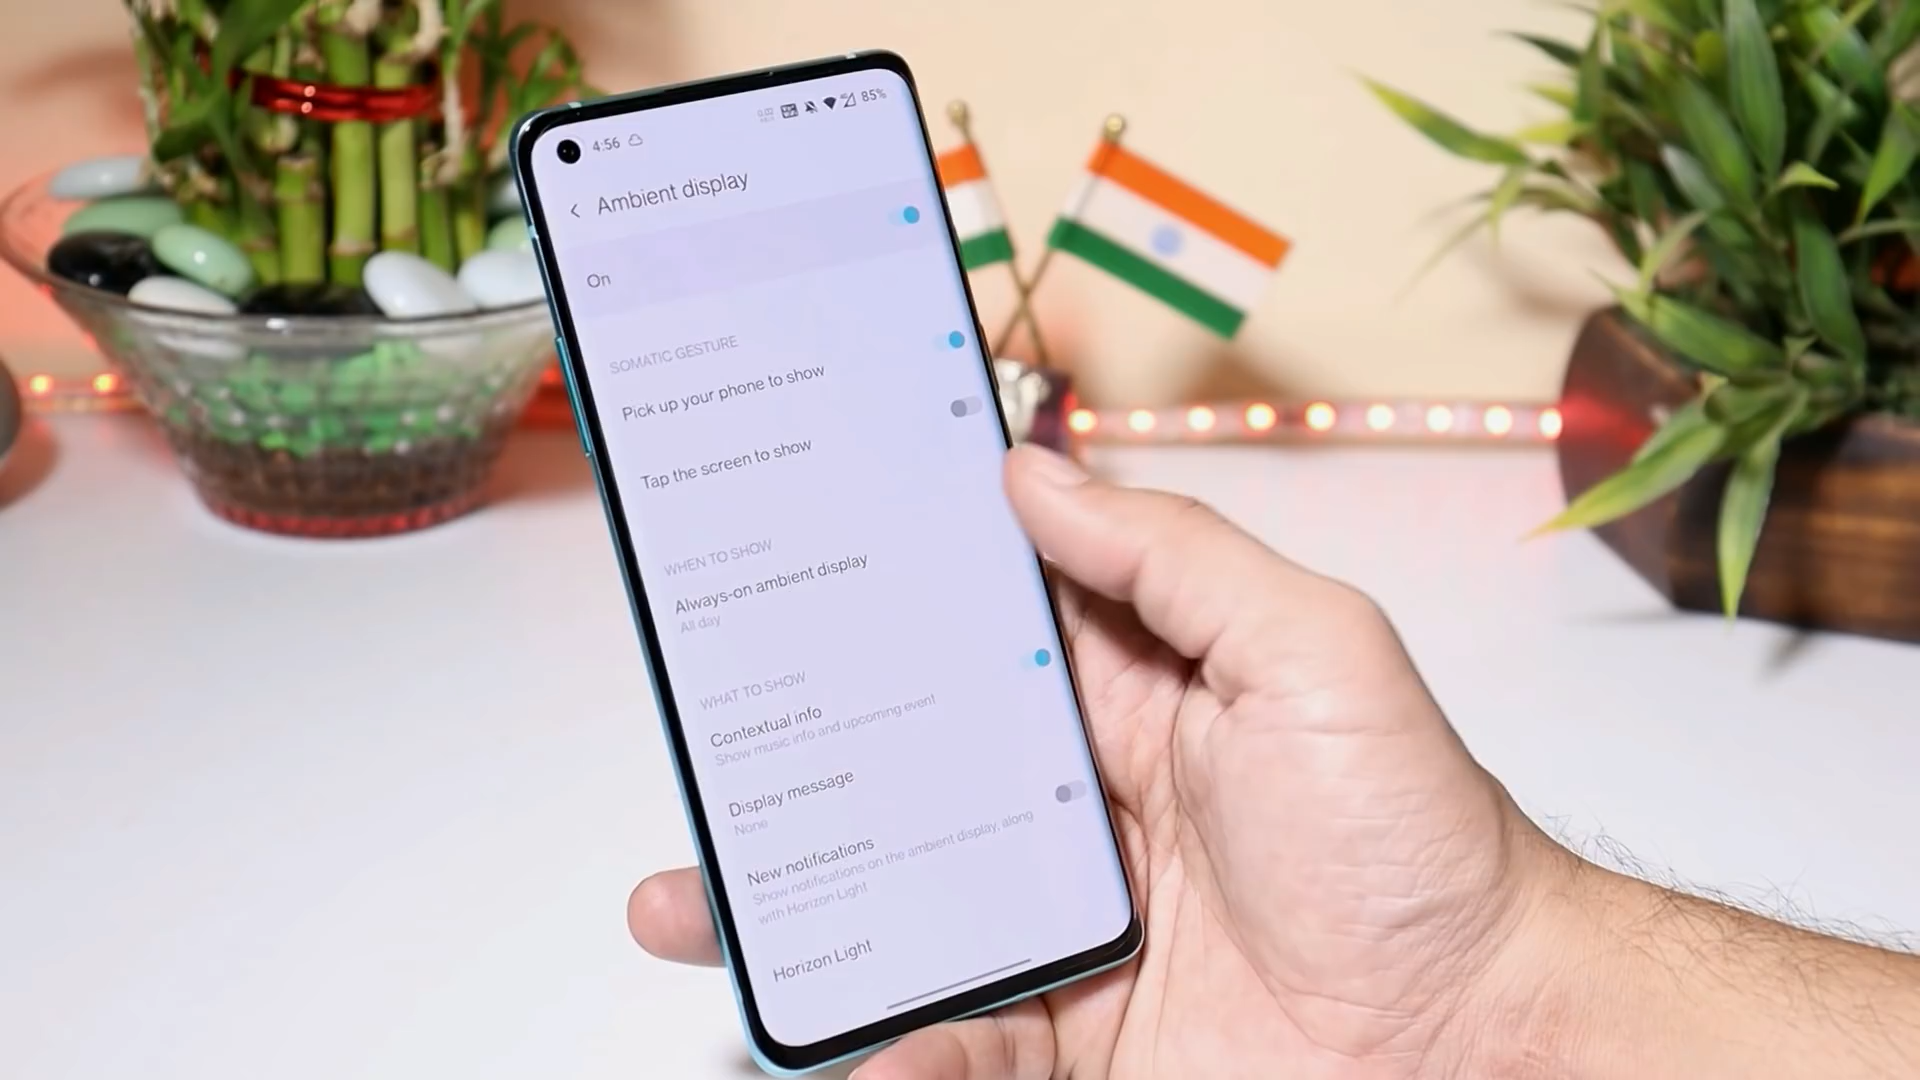 4:56
85%
Ambient display
On
SOMATIC GESTURE
Pick up your phone to show
Tap the screen to show
WHEN TO SHOW
Always-on ambient display
All day
WHAT TO SHOW
Contextual info
Show music info and upcoming event
Display message
None
New notifications
Show notifications on the ambient display, along
with Horizon Light
Horizon Light